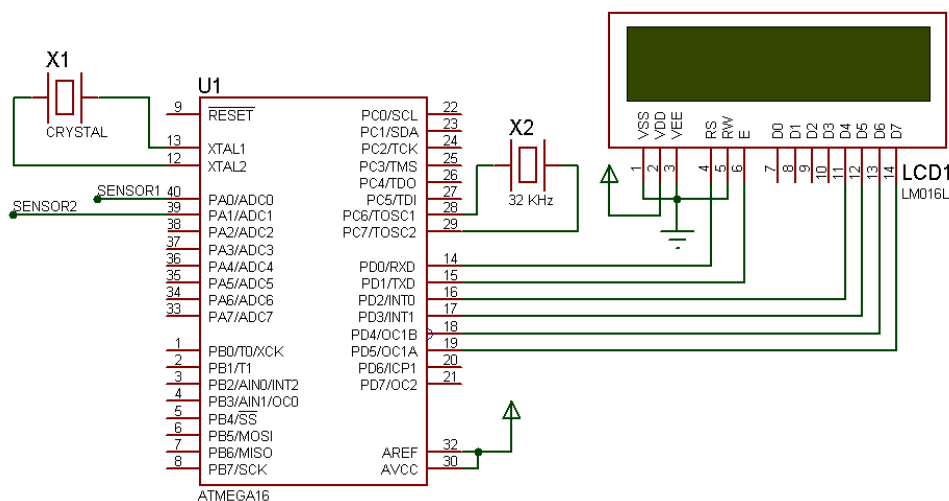 X1
CRYSTAL
U1
9 RESET
13 XTAL1
12 XTAL2
SENSOR1
SENSOR2
40 PA0/ADC0
39 PA1/ADC1
38 PA2/ADC2
37 PA3/ADC3
36 PA4/ADC4
35 PA5/ADC5
34 PA6/ADC6
33 PA7/ADC7
1 PB0/T0/XCK
2 PB1/T1
3 PB2/AIN0/INT2
4 PB3/AIN1/OC0
5 PB4/SS
6 PB5/MOSI
7 PB6/MISO
8 PB7/SCK
PC0/SCL 22
PC1/SDA 23
PC2/TCK 24
PC3/TMS 25
PC4/TDO 26
PC5/TDI 27
PC6/TOSC1 28
PC7/TOSC2 29
PD0/RXD 14
PD1/TXD 15
PD2/INT0 16
PD3/INT1 17
PD4/OC1B 18
PD5/OC1A 19
PD6/ICP1 20
PD7/OC2 21
AREF 32
AVCC 30
ATMEGA16
X2
32 KHz
VSS VDD VEE RS RW E D0 D1 D2 D3 D4 D5 D6 D7
1 2 3 4 5 6 7 8 9 10 11 12 13 14
LCD1
LM016L